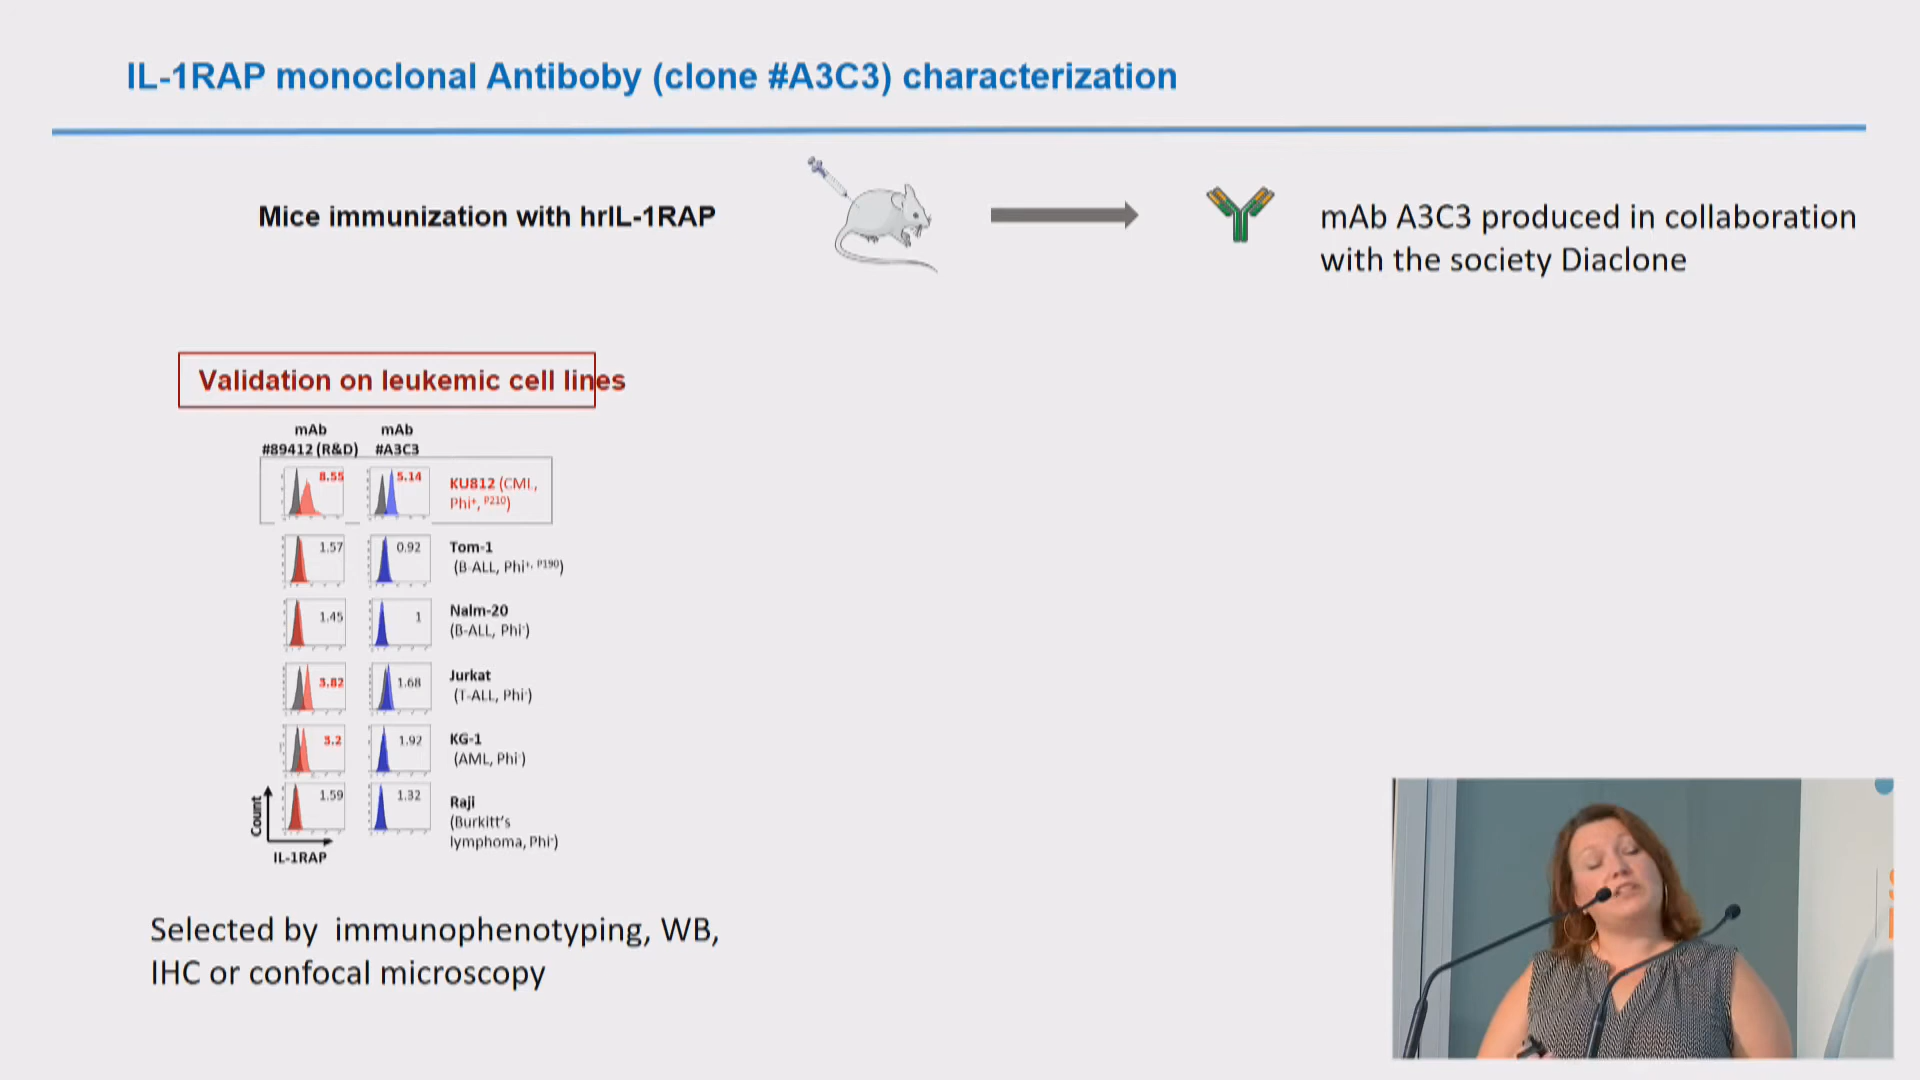 IL-1RAP monoclonal Antiboby (clone #A3C3) characterization
Mice immunization with hrIL-1RAP
mAb A3C3 produced in collaboration
with the society Diaclone
Validation on leukemic cell lines
mAb
#89412 (R&D)
mAb
#A3C3
8.55
5.14
KU812 (CML,
Phi⁺, ᴾ²¹⁰)
1.57
0.92
Tom-1
(B-ALL, Phi⁺, ᴾ¹⁹⁰)
1.45
1
Nalm-20
(B-ALL, Phi⁻)
3.82
1.68
Jurkat
(T-ALL, Phi⁻)
3.2
1.92
KG-1
(AML, Phi⁻)
1.59
1.32
Raji
(Burkitt's
lymphoma, Phi⁻)
Count
IL-1RAP
Selected by immunophenotyping, WB,
IHC or confocal microscopy